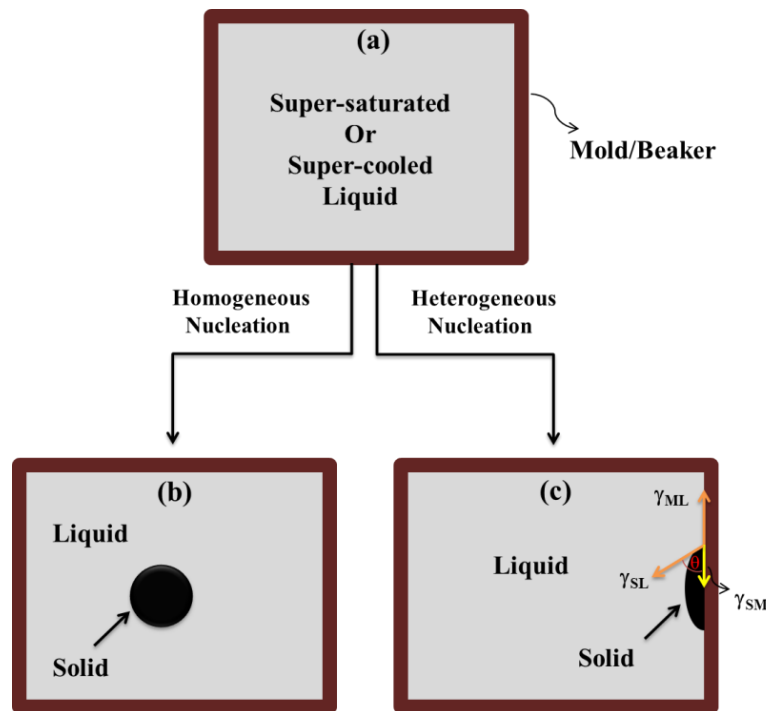 (a)
Super-saturated
Or
Super-cooled
Liquid
Mold/Beaker
Homogeneous
Nucleation
Heterogeneous
Nucleation
(b)
Liquid
Solid
(c)
γML
Liquid
θ
γSL
γSM
Solid